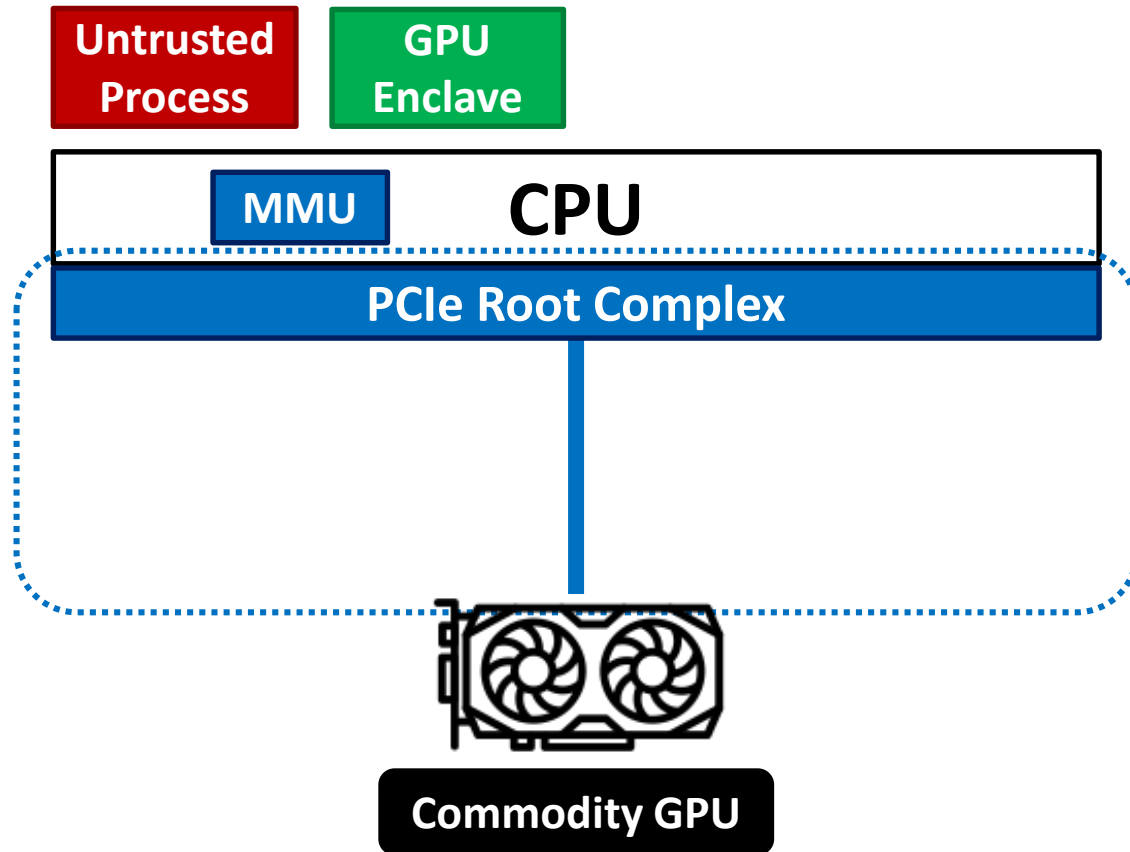 Untrusted
Process
GPU
Enclave
MMU
CPU
PCIe Root Complex
Commodity GPU